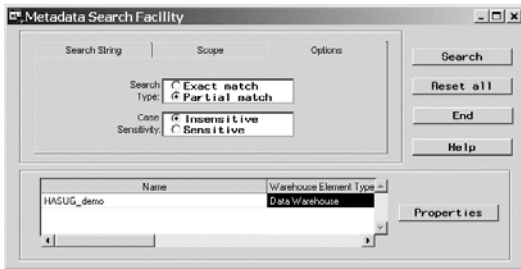 Metadata Search Facility
Search String Scope Options
Search Type: Exact match
Partial match
Case Sensitivity: Insensitive
Sensitive
Search
Reset all
End
Help
Name Warehouse Element Type
HASUG_demo Data Warehouse
Properties